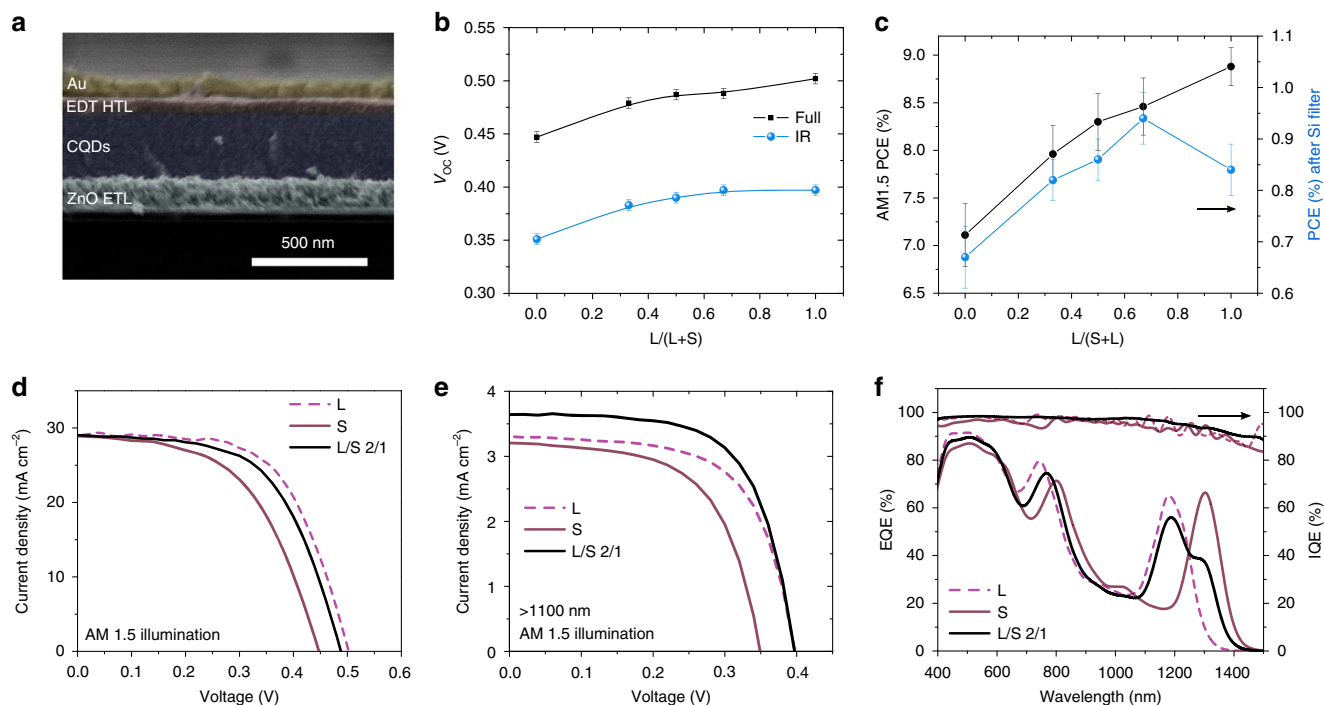 a
Au
EDT HTL
CQDs
ZnO ETL
500 nm
b
0.55
0.50
0.45
0.40
0.35
0.30
V_OC (V)
Full
IR
0.0 0.2 0.4 0.6 0.8 1.0
L/(L+S)
c
9.0
8.5
8.0
7.5
7.0
6.5
AM1.5 PCE (%)
1.1
1.0
0.9
0.8
0.7
0.6
PCE (%) after Si filter
0.0 0.2 0.4 0.6 0.8 1.0
L/(S+L)
d
30
20
10
0
Current density (mA cm⁻²)
L
S
L/S 2/1
AM 1.5 illumination
0.0 0.1 0.2 0.3 0.4 0.5 0.6
Voltage (V)
e
4
3
2
1
0
Current density (mA cm⁻²)
L
S
L/S 2/1
>1100 nm
AM 1.5 illumination
0.0 0.1 0.2 0.3 0.4
Voltage (V)
f
100
80
60
40
20
0
EQE (%)
100
80
60
40
20
0
IQE (%)
L
S
L/S 2/1
400 600 800 1000 1200 1400
Wavelength (nm)